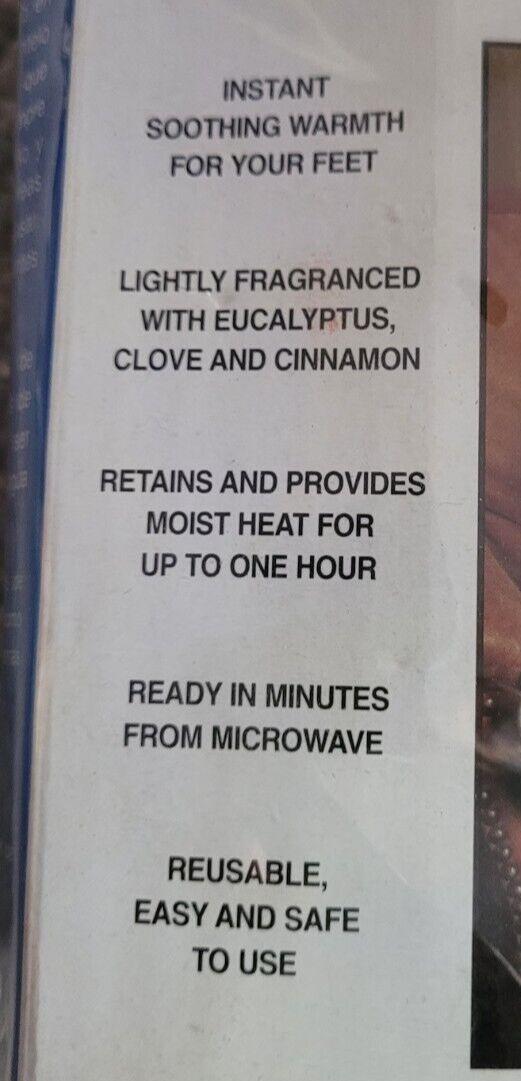 INSTANT
SOOTHING WARMTH
FOR YOUR FEET
LIGHTLY FRAGRANCED
WITH EUCALYPTUS,
CLOVE AND CINNAMON
RETAINS AND PROVIDES
MOIST HEAT FOR
UP TO ONE HOUR
READY IN MINUTES
FROM MICROWAVE
REUSABLE,
EASY AND SAFE
TO USE